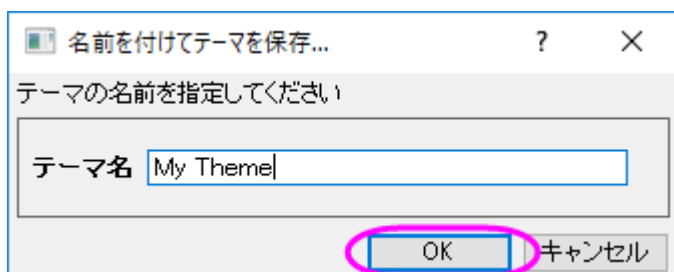 名前を付けてテーマを保存... ?
テーマの名前を指定してください
テーマ名 My Theme
OK キャンセル